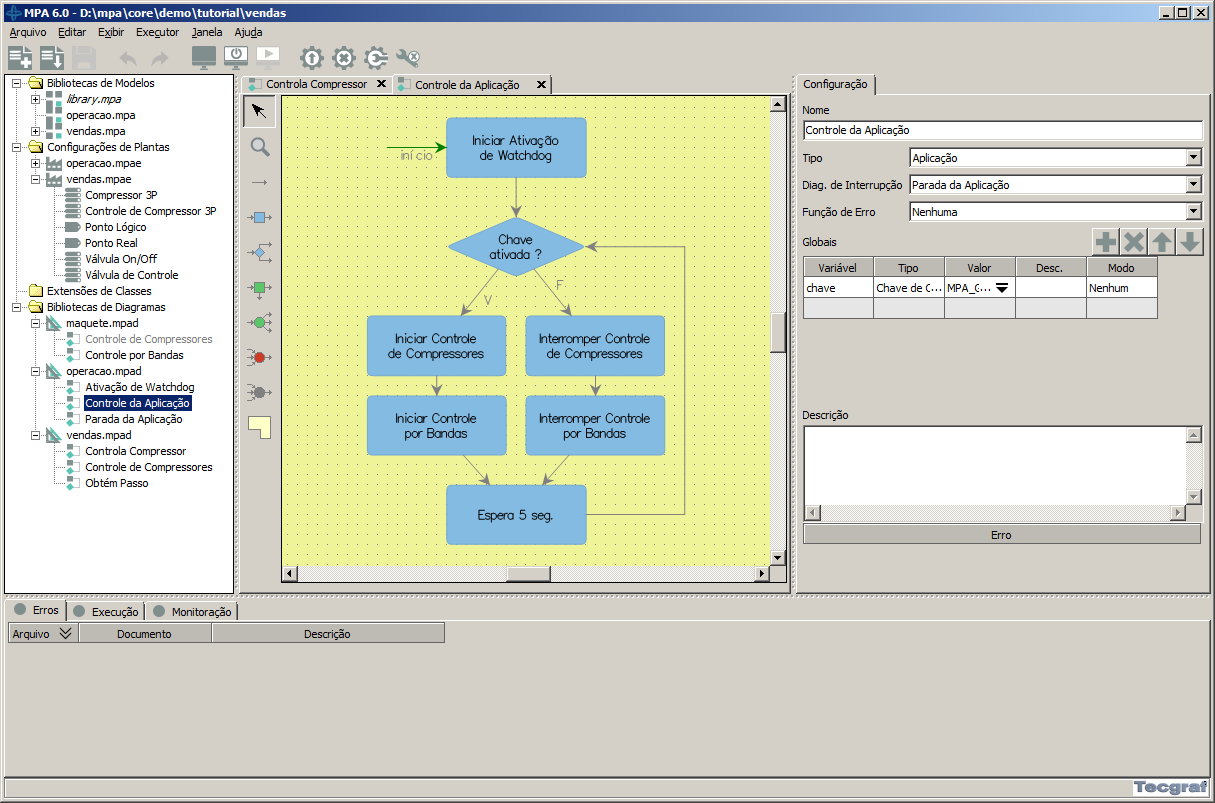 MPA 6.0 - D:\mpa\core\demo\tutorial\vendas
Arquivo Editar Exibir Executor Janela Ajuda
Bibliotecas de Modelos
library.mpa
operacao.mpa
vendas.mpa
Configurações de Plantas
operacao.mpae
vendas.mpae
Compressor 3P
Controle de Compressor 3P
Ponto Lógico
Ponto Real
Válvula On/Off
Válvula de Controle
Extensões de Classes
Bibliotecas de Diagramas
maquete.mpad
Controle de Compressores
Controle por Bandas
operacao.mpad
Ativação de Watchdog
Controle da Aplicação
Parada da Aplicação
vendas.mpad
Controla Compressor
Controle de Compressores
Obtém Passo
Controla Compressor
Controle da Aplicação
início
Iniciar Ativação
de Watchdog
Chave
ativada ?
V
F
Iniciar Controle
de Compressores
Interromper Controle
de Compressores
Iniciar Controle
por Bandas
Interromper Controle
por Bandas
Espera 5 seg.
Configuração
Nome
Controle da Aplicação
Tipo Aplicação
Diag. de Interrupção Parada da Aplicação
Função de Erro Nenhuma
Globais
Variável Tipo Valor Desc. Modo
chave Chave de C... MPA_G... Nenhum
Descrição
Erro
Erros Execução Monitoração
Arquivo Documento Descrição
Tecgraf